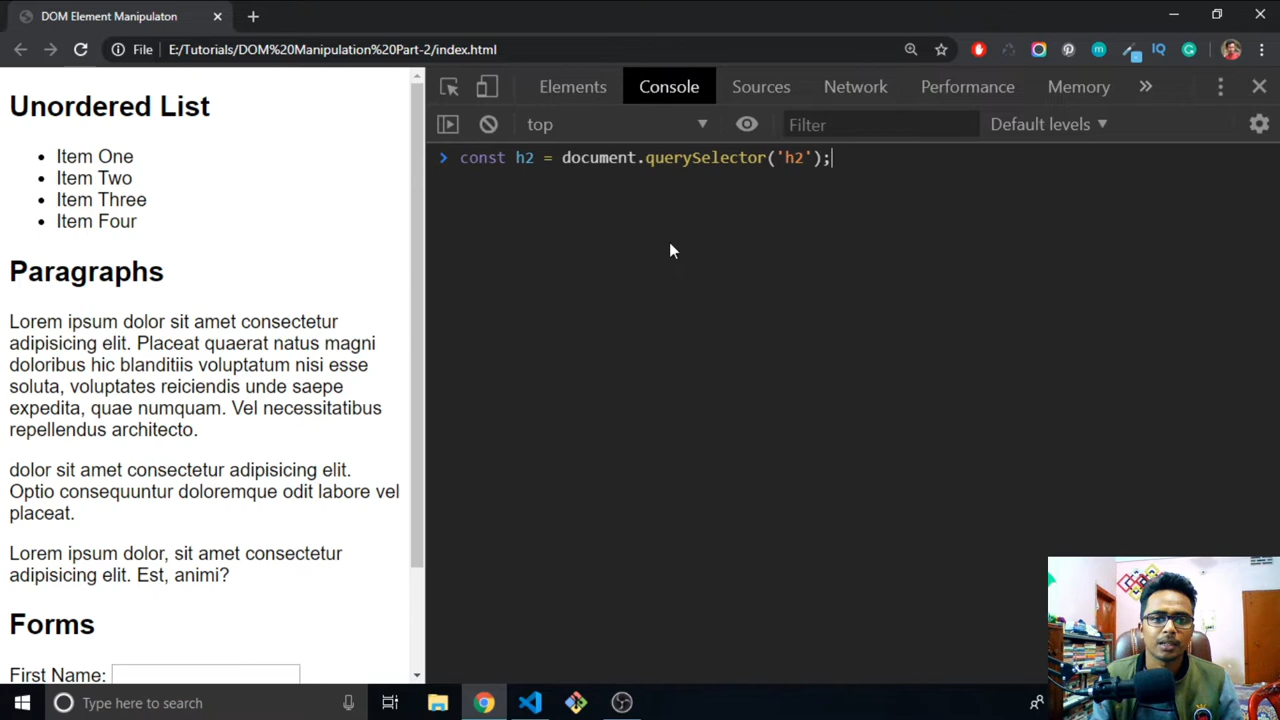 DOM Element Manipulaton
File
E:/Tutorials/DOM%20Manipulation%20Part-2/index.html
IQ
Unordered List
Item One
Item Two
Item Three
Item Four
Paragraphs
Lorem ipsum dolor sit amet consectetur
adipisicing elit. Placeat quaerat natus magni
doloribus hic blanditiis voluptatum nisi esse
soluta, voluptates reiciendis unde saepe
expedita, quae numquam. Vel necessitatibus
repellendus architecto.
dolor sit amet consectetur adipisicing elit.
Optio consequuntur doloremque odit labore vel
placeat.
Lorem ipsum dolor, sit amet consectetur
adipisicing elit. Est, animi?
Forms
First Name:
Elements Console Sources Network Performance Memory
top Filter Default levels
const h2 = document.querySelector('h2');
Type here to search